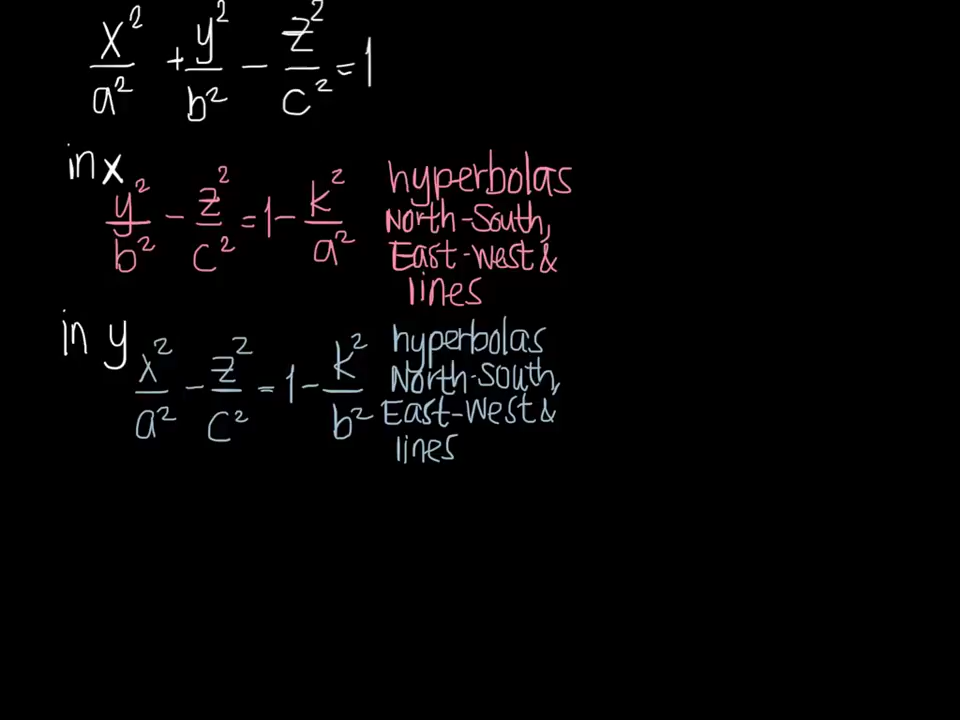 x²/a² + y²/b² − z²/c² = 1
in x
y²/b² − z²/c² = 1 − k²/a²
hyperbolas
North-South,
East-West &
lines
in y
x²/a² − z²/c² = 1 − k²/b²
hyperbolas
North-South,
East-West &
lines